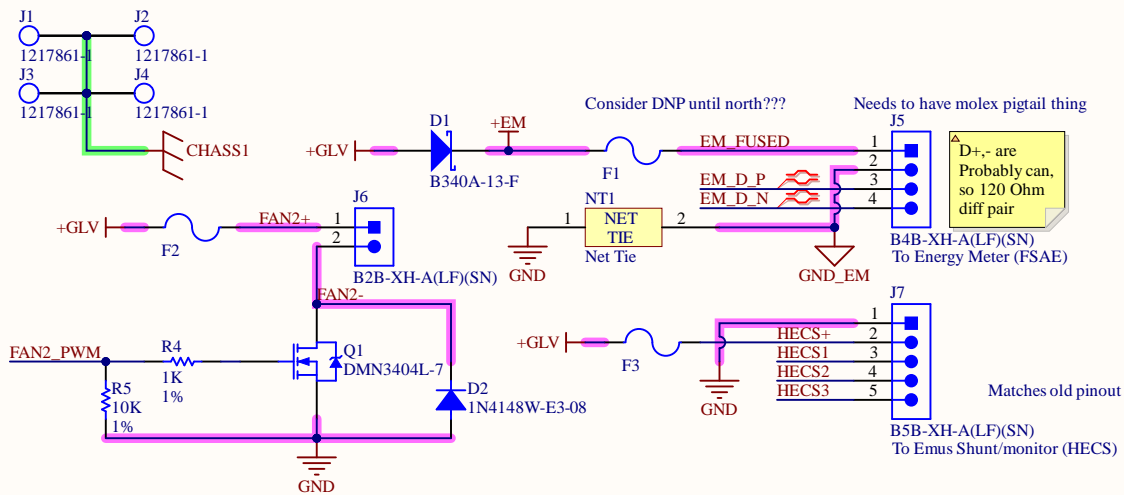 J1
J2
1217861-1
1217861-1
J3
J4
1217861-1
1217861-1
CHASS1
Consider DNP until north???
Needs to have molex pigtail thing
+GLV
D1
B340A-13-F
+EM
F1
EM_FUSED
J5
1
2
3
4
EM_D_P
EM_D_N
B4B-XH-A(LF)(SN)
To Energy Meter (FSAE)
D+,- are
Probably can,
so 120 Ohm
diff pair
NT1
1
NET
TIE
2
Net Tie
GND
GND_EM
+GLV
F2
FAN2+
J6
1
2
B2B-XH-A(LF)(SN)
FAN2-
FAN2_PWM
R4
1K
1%
R5
10K
1%
Q1
DMN3404L-7
D2
1N4148W-E3-08
GND
+GLV
F3
GND
J7
1
2
3
4
5
HECS+
HECS1
HECS2
HECS3
Matches old pinout
B5B-XH-A(LF)(SN)
To Emus Shunt/monitor (HECS)